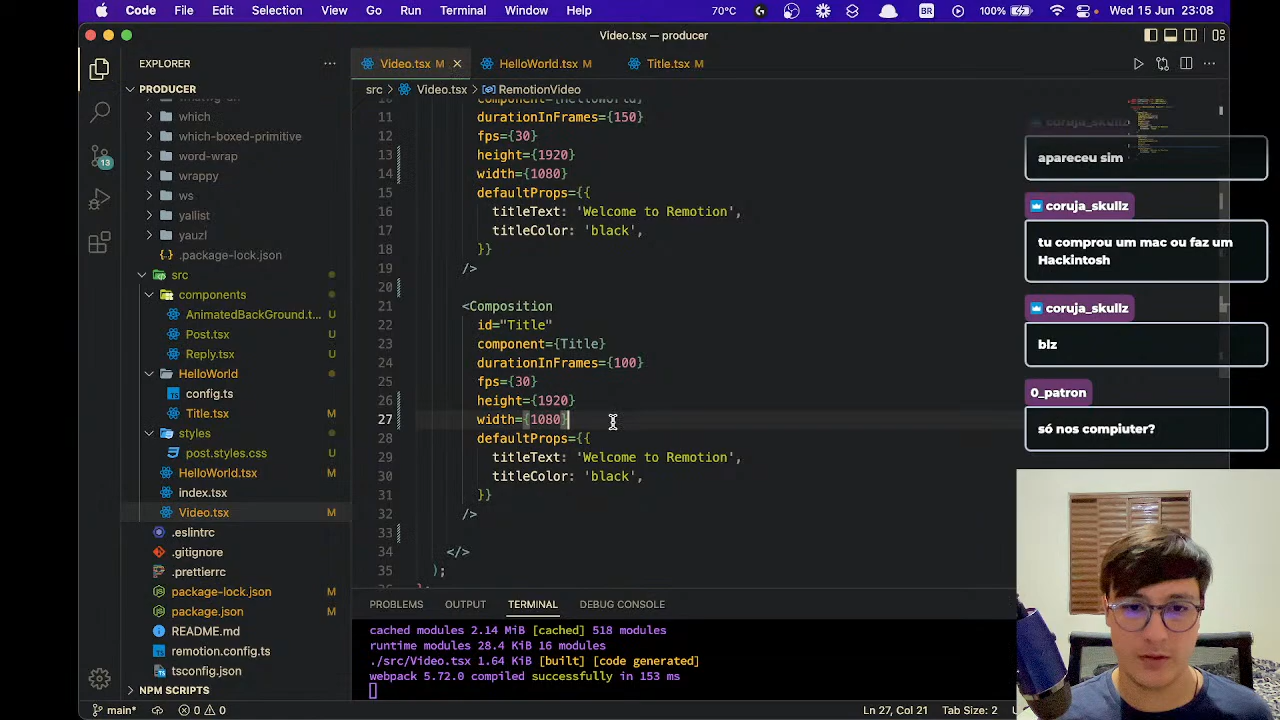 Code File Edit Selection View Go Run Terminal Window Help 70°C BR 100% Wed 15 Jun 23:08
Video.tsx — producer
EXPLORER
Video.tsx M
HelloWorld.tsx M
Title.tsx M
src > Video.tsx > RemotionVideo
PRODUCER
which
which-boxed-primitive
word-wrap
wrappy
ws
yallist
yauzl
.package-lock.json
src
components
AnimatedBackGround.t... U
Post.tsx U
Reply.tsx U
HelloWorld
config.ts
Title.tsx M
styles
post.styles.css U
HelloWorld.tsx M
index.tsx
Video.tsx M
.eslintrc
.gitignore
.prettierrc
package-lock.json M
package.json M
README.md
remotion.config.ts
tsconfig.json
NPM SCRIPTS
13
10 component={HelloWorld}
11 durationInFrames={150}
12 fps={30}
13 height={1920}
14 width={1080}
15 defaultProps={{
16 titleText: 'Welcome to Remotion',
17 titleColor: 'black',
18 }}
19 />
20
21 <Composition
22 id="Title"
23 component={Title}
24 durationInFrames={100}
25 fps={30}
26 height={1920}
27 width={1080}
28 defaultProps={{
29 titleText: 'Welcome to Remotion',
30 titleColor: 'black',
31 }}
32 />
33
34 </>
35 );
PROBLEMS OUTPUT TERMINAL DEBUG CONSOLE
cached modules 2.14 MiB [cached] 518 modules
runtime modules 28.4 KiB 16 modules
./src/Video.tsx 1.64 KiB [built] [code generated]
webpack 5.72.0 compiled successfully in 153 ms
coruja_skullz
apareceu sim
coruja_skullz
tu comprou um mac ou faz um
Hackintosh
coruja_skullz
blz
0_patron
só nos compiuter?
main* 0 0 Ln 27, Col 21 Tab Size: 2